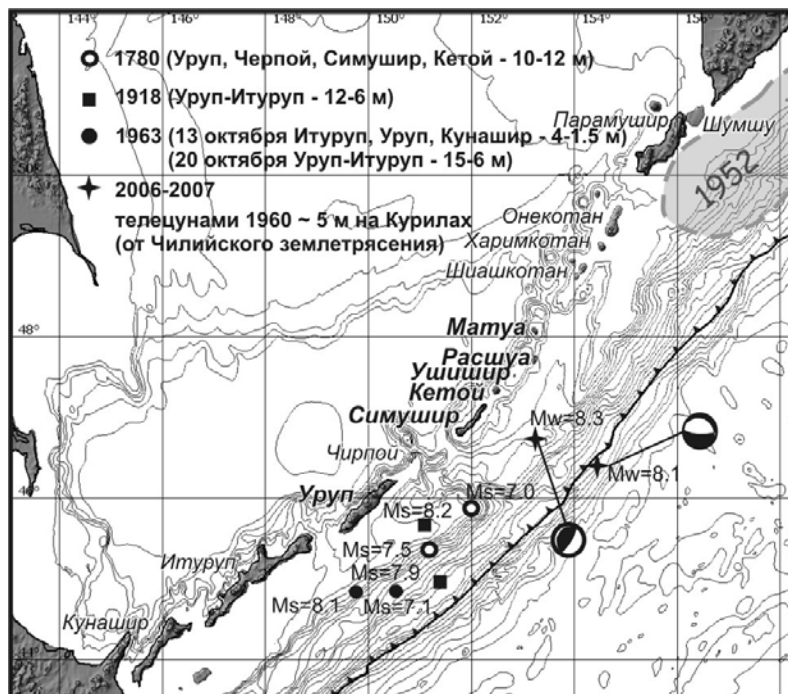 144° 146° 148° 150° 152° 154° 156°
1780 (Уруп, Черпой, Симушир, Кетой - 10-12 м)
1918 (Уруп-Итуруп - 12-6 м)
1963 (13 октября Итуруп, Уруп, Кунашир - 4-1.5 м)
(20 октября Уруп-Итуруп - 15-6 м)
2006-2007
телецунами 1960 ~ 5 м на Курилах
(от Чилийского землетрясения)
Парамушир
Шумшу
50°
1952
Онекотан
Харимкотан
Шиашкотан
48°
Матуа
Расшуа
Ушишир
Кетой
Симушир
Mw=8.3
Чирпой
Mw=8.1
46°
Уруп
Ms=7.0
Ms=8.2
Ms=7.5
Итуруп
Ms=7.9
Ms=8.1
Ms=7.1
Кунашир
44°